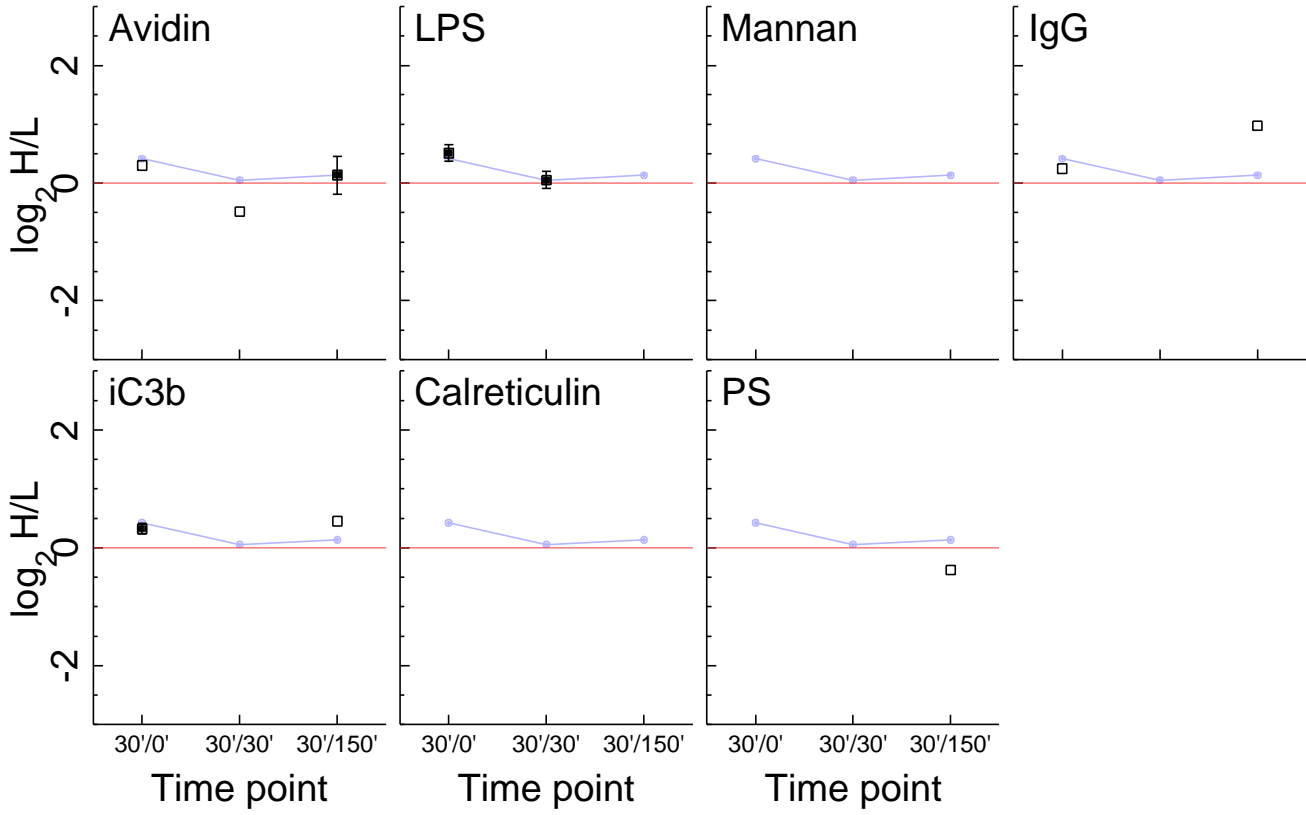 Avidin LPS Mannan IgG
log₂ H/L
2
0
-2
iC3b Calreticulin PS
log₂ H/L
2
0
-2
30'/0' 30'/30' 30'/150' 30'/0' 30'/30' 30'/150' 30'/0' 30'/30' 30'/150'
Time point Time point Time point